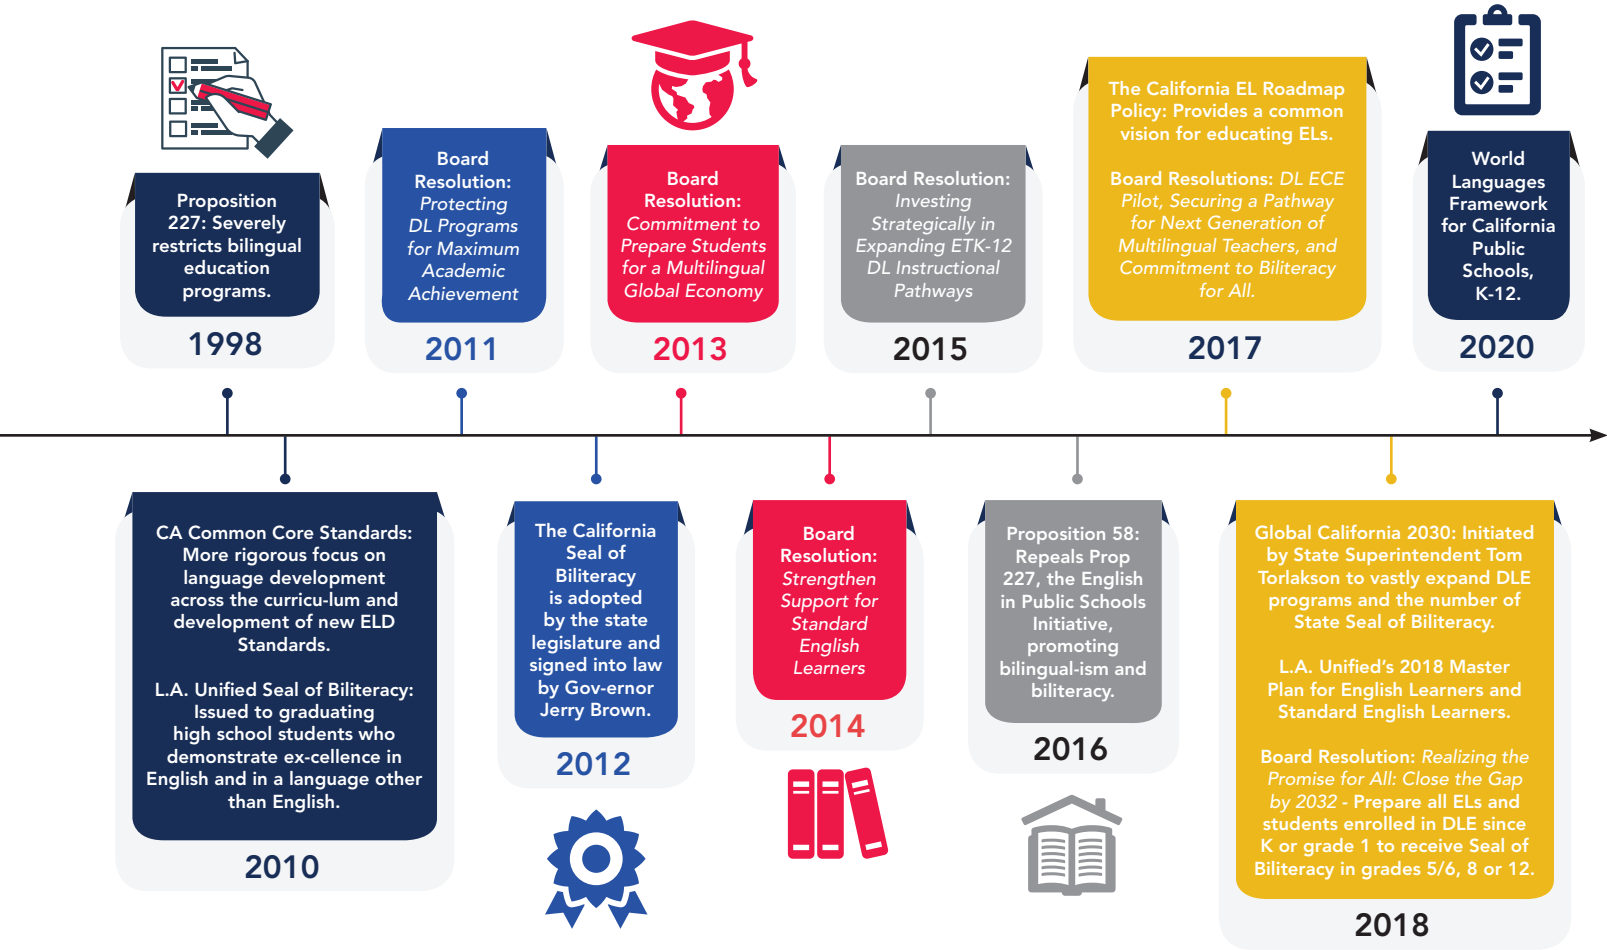 Proposition
227: Severely
restricts bilingual
education
programs.
1998
Board
Resolution:
Protecting
DL Programs
for Maximum
Academic
Achievement
2011
Board
Resolution:
Commitment to
Prepare Students
for a Multilingual
Global Economy
2013
Board Resolution:
Investing
Strategically in
Expanding ETK-12
DL Instructional
Pathways
2015
The California EL Roadmap
Policy: Provides a common
vision for educating ELs.
Board Resolutions: DL ECE
Pilot, Securing a Pathway
for Next Generation of
Multilingual Teachers, and
Commitment to Biliteracy
for All.
2017
World
Languages
Framework
for California
Public
Schools,
K-12.
2020
CA Common Core Standards:
More rigorous focus on
language development
across the curricu-lum and
development of new ELD
Standards.
L.A. Unified Seal of Biliteracy:
Issued to graduating
high school students who
demonstrate ex-cellence in
English and in a language other
than English.
2010
The California
Seal of
Biliteracy
is adopted
by the state
legislature and
signed into law
by Gov-ernor
Jerry Brown.
2012
Board
Resolution:
Strengthen
Support for
Standard
English
Learners
2014
Proposition 58:
Repeals Prop
227, the English
in Public Schools
Initiative,
promoting
bilingual-ism and
biliteracy.
2016
Global California 2030: Initiated
by State Superintendent Tom
Torlakson to vastly expand DLE
programs and the number of
State Seal of Biliteracy.
L.A. Unified's 2018 Master
Plan for English Learners and
Standard English Learners.
Board Resolution: Realizing the
Promise for All: Close the Gap
by 2032 - Prepare all ELs and
students enrolled in DLE since
K or grade 1 to receive Seal of
Biliteracy in grades 5/6, 8 or 12.
2018